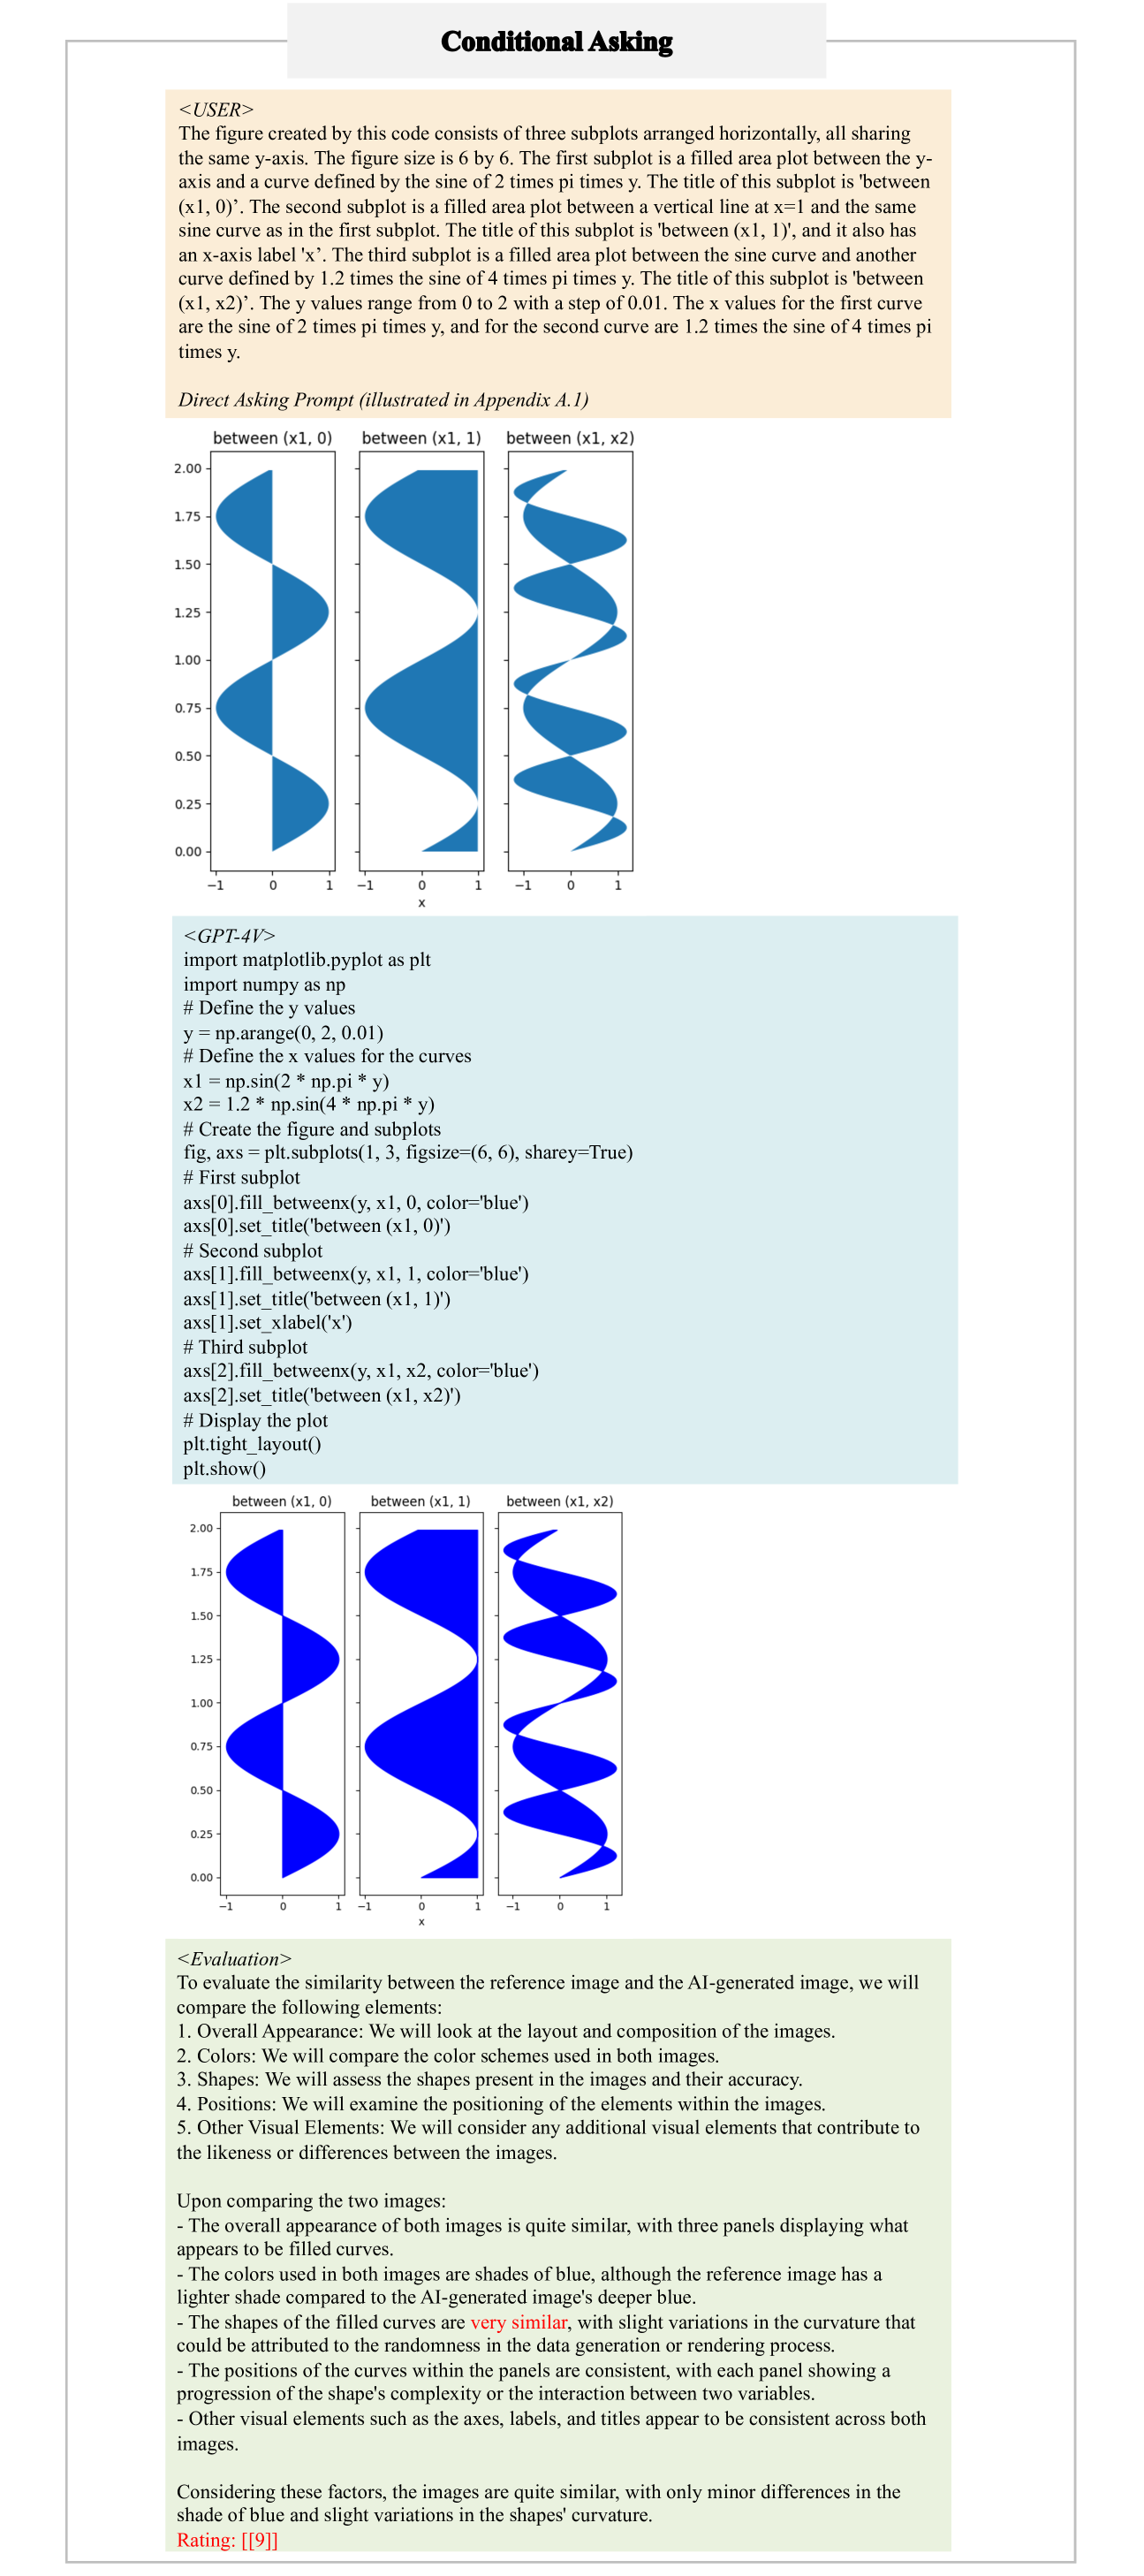 Conditional Asking
<USER>
The figure created by this code consists of three subplots arranged horizontally, all sharing
the same y-axis. The figure size is 6 by 6. The first subplot is a filled area plot between the y-
axis and a curve defined by the sine of 2 times pi times y. The title of this subplot is 'between
(x1, 0)’. The second subplot is a filled area plot between a vertical line at x=1 and the same
sine curve as in the first subplot. The title of this subplot is 'between (x1, 1)', and it also has
an x-axis label 'x’. The third subplot is a filled area plot between the sine curve and another
curve defined by 1.2 times the sine of 4 times pi times y. The title of this subplot is 'between
(x1, x2)’. The y values range from 0 to 2 with a step of 0.01. The x values for the first curve
are the sine of 2 times pi times y, and for the second curve are 1.2 times the sine of 4 times pi
times y.
Direct Asking Prompt (illustrated in Appendix A.1)
between (x1, 0) between (x1, 1) between (x1, x2)
2.00
1.75
1.50
1.25
1.00
0.75
0.50
0.25
0.00
−1 0 1 −1 0 1 −1 0 1
x
<GPT-4V>
import matplotlib.pyplot as plt
import numpy as np
# Define the y values
y = np.arange(0, 2, 0.01)
# Define the x values for the curves
x1 = np.sin(2 * np.pi * y)
x2 = 1.2 * np.sin(4 * np.pi * y)
# Create the figure and subplots
fig, axs = plt.subplots(1, 3, figsize=(6, 6), sharey=True)
# First subplot
axs[0].fill_betweenx(y, x1, 0, color='blue')
axs[0].set_title('between (x1, 0)')
# Second subplot
axs[1].fill_betweenx(y, x1, 1, color='blue')
axs[1].set_title('between (x1, 1)')
axs[1].set_xlabel('x')
# Third subplot
axs[2].fill_betweenx(y, x1, x2, color='blue')
axs[2].set_title('between (x1, x2)')
# Display the plot
plt.tight_layout()
plt.show()
between (x1, 0) between (x1, 1) between (x1, x2)
2.00
1.75
1.50
1.25
1.00
0.75
0.50
0.25
0.00
−1 0 1 −1 0 1 −1 0 1
x
<Evaluation>
To evaluate the similarity between the reference image and the AI-generated image, we will
compare the following elements:
1. Overall Appearance: We will look at the layout and composition of the images.
2. Colors: We will compare the color schemes used in both images.
3. Shapes: We will assess the shapes present in the images and their accuracy.
4. Positions: We will examine the positioning of the elements within the images.
5. Other Visual Elements: We will consider any additional visual elements that contribute to
the likeness or differences between the images.
Upon comparing the two images:
- The overall appearance of both images is quite similar, with three panels displaying what
appears to be filled curves.
- The colors used in both images are shades of blue, although the reference image has a
lighter shade compared to the AI-generated image's deeper blue.
- The shapes of the filled curves are very similar, with slight variations in the curvature that
could be attributed to the randomness in the data generation or rendering process.
- The positions of the curves within the panels are consistent, with each panel showing a
progression of the shape's complexity or the interaction between two variables.
- Other visual elements such as the axes, labels, and titles appear to be consistent across both
images.
Considering these factors, the images are quite similar, with only minor differences in the
shade of blue and slight variations in the shapes' curvature.
Rating: [[9]]